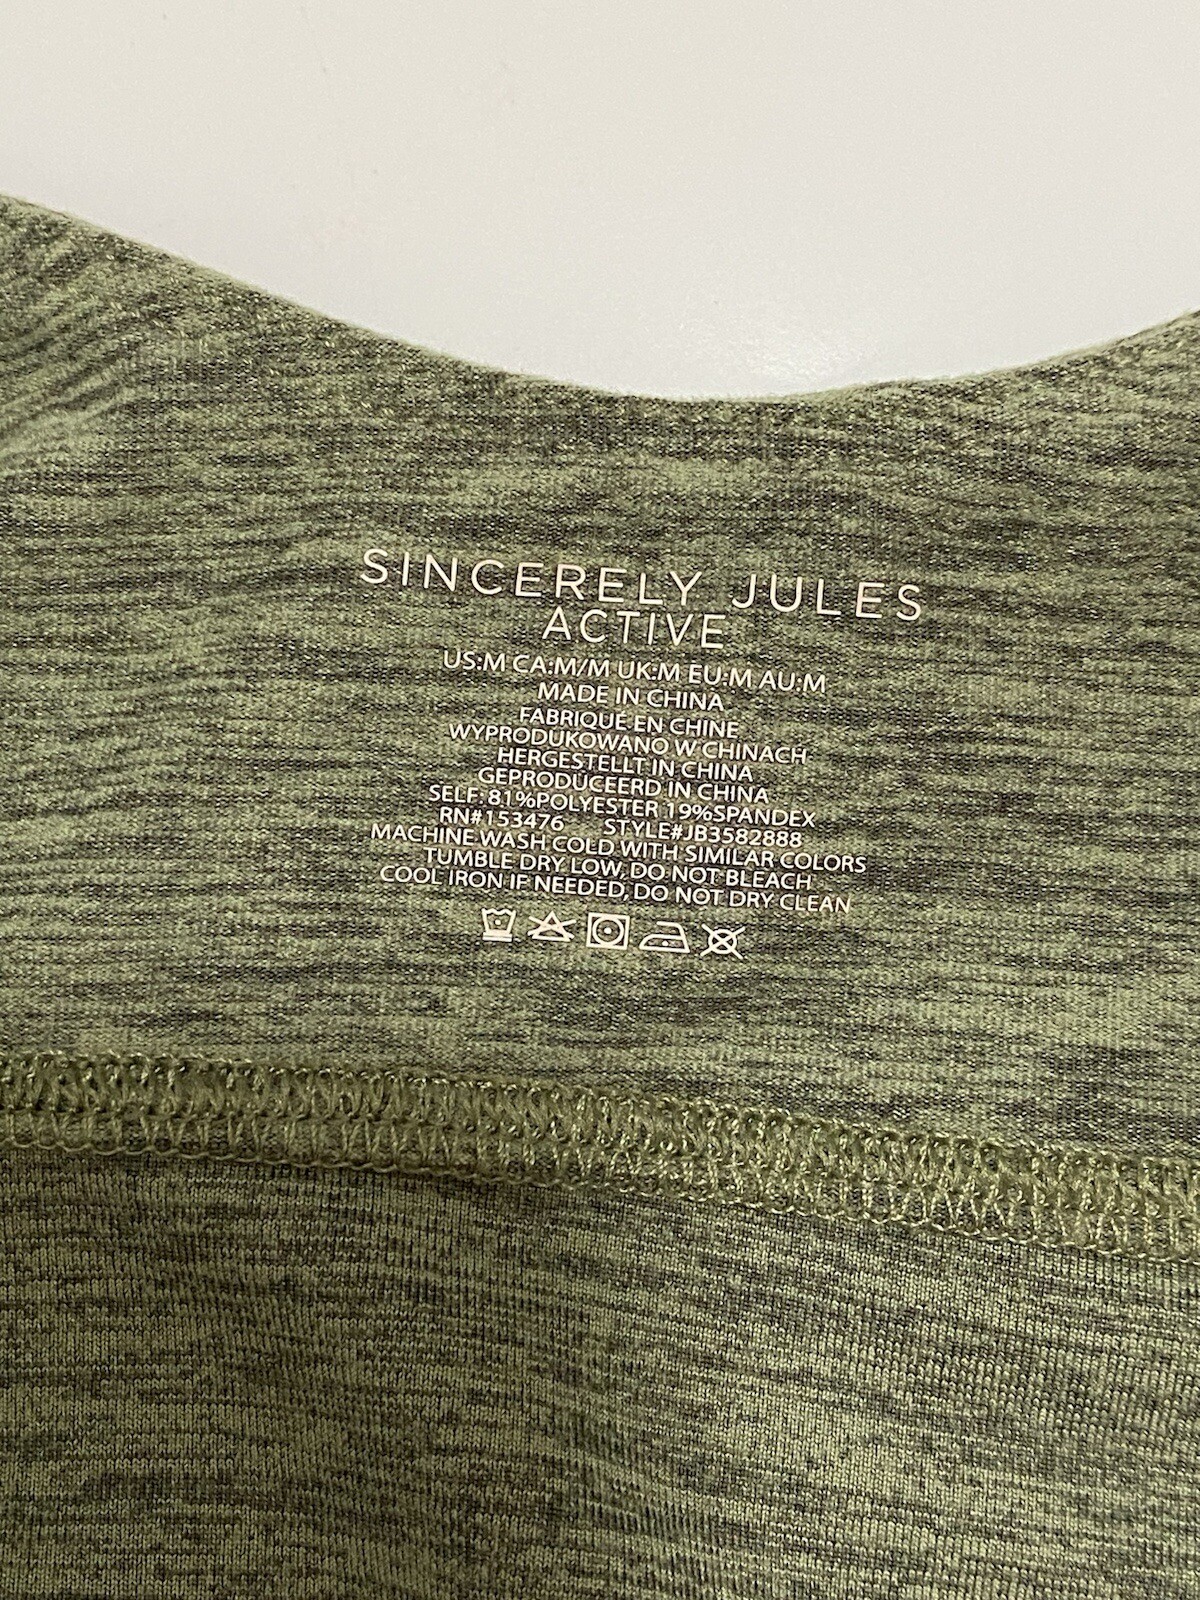 SINCERELY JULES
ACTIVE
US:M CA:M/M UK:M EU:M AU:M
MADE IN CHINA
FABRIQUÉ EN CHINE
WYPRODUKOWANO W CHINACH
HERGESTELLT IN CHINA
GEPRODUCEERD IN CHINA
SELF: 81%POLYESTER 19%SPANDEX
RN#153476 STYLE#JB3582888
MACHINE WASH COLD WITH SIMILAR COLORS
TUMBLE DRY LOW, DO NOT BLEACH
COOL IRON IF NEEDED, DO NOT DRY CLEAN